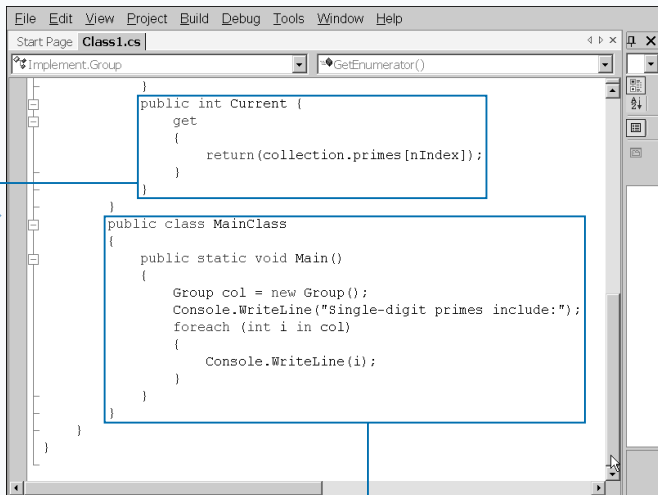 File Edit View Project Build Debug Tools Window Help
Start Page Class1.cs
Implement.Group GetEnumerator()
}
public int Current {
get
{
return(collection.primes[nIndex]);
}
}
}
public class MainClass
{
public static void Main()
{
Group col = new Group();
Console.WriteLine("Single-digit primes include:");
foreach (int i in col)
{
Console.WriteLine(i);
}
}
}
}
}